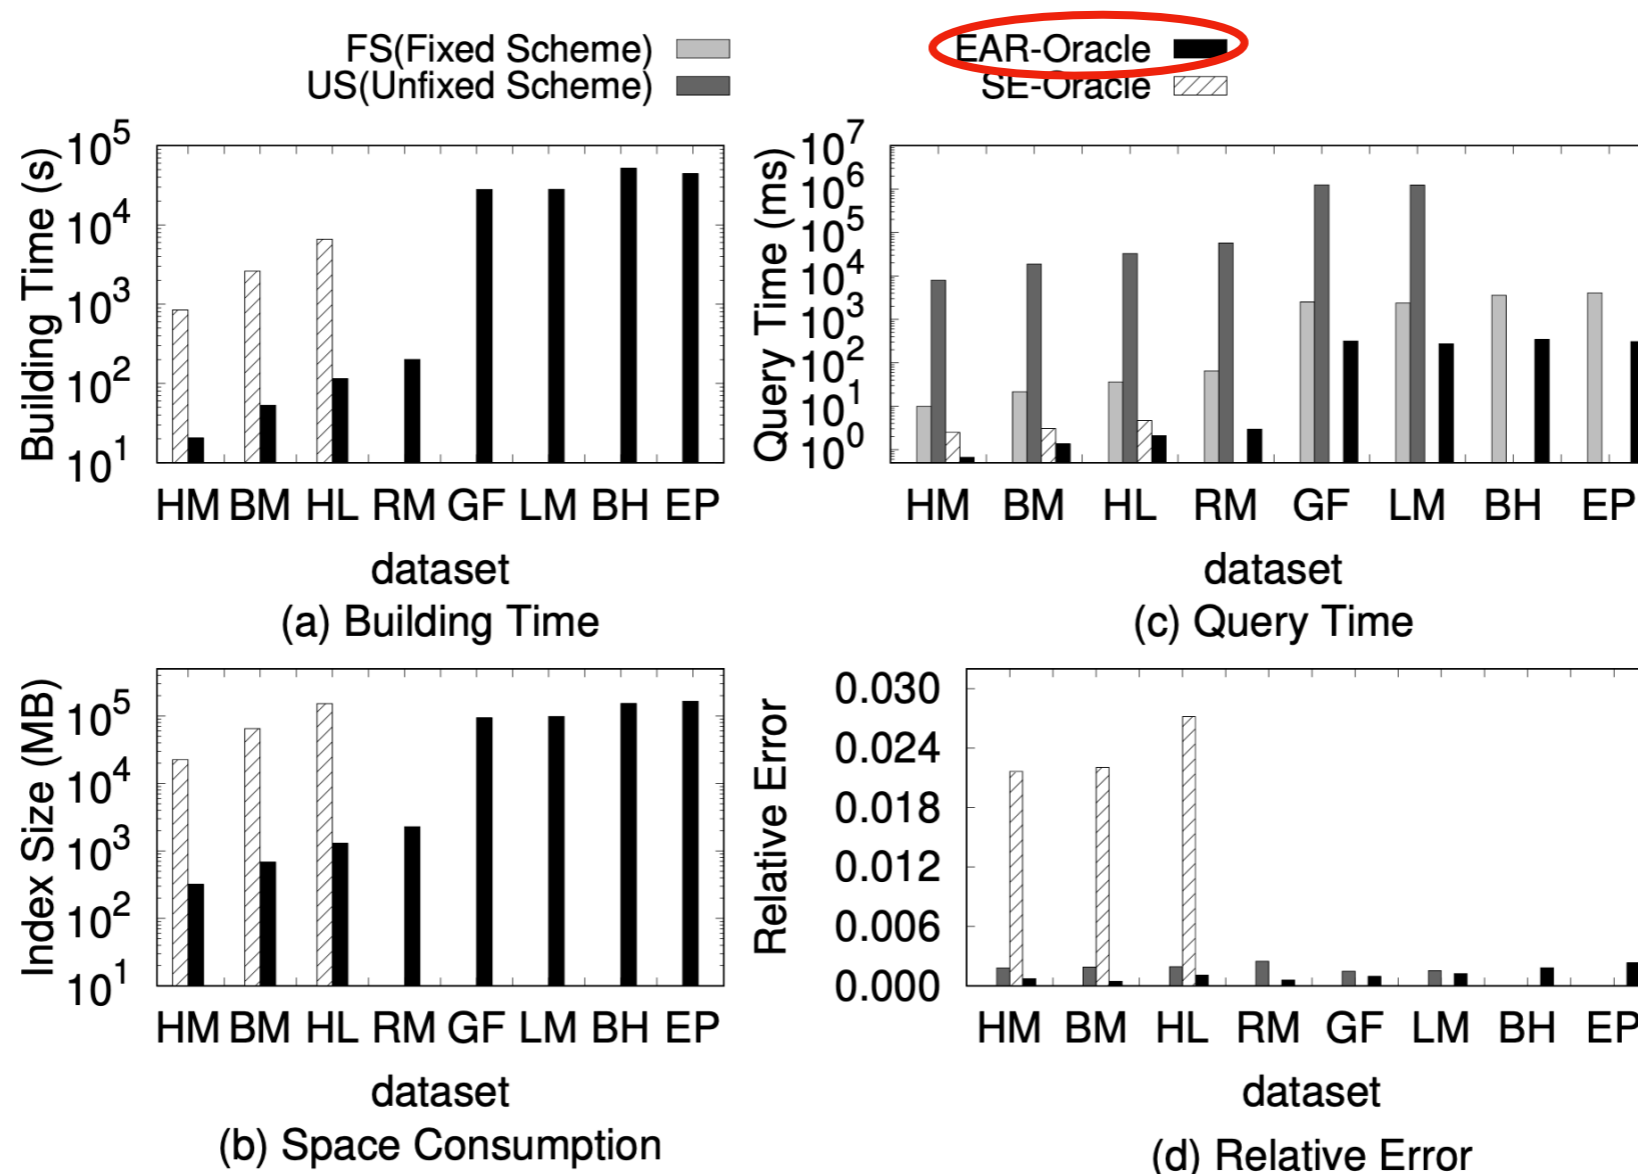 FS(Fixed Scheme)
US(Unfixed Scheme)
EAR-Oracle
SE-Oracle
Building Time (s)
10^5
10^4
10^3
10^2
10^1
HM BM HL RM GF LM BH EP
dataset
(a) Building Time
Query Time (ms)
10^7
10^6
10^5
10^4
10^3
10^2
10^1
10^0
HM BM HL RM GF LM BH EP
dataset
(c) Query Time
Index Size (MB)
10^5
10^4
10^3
10^2
10^1
HM BM HL RM GF LM BH EP
dataset
(b) Space Consumption
Relative Error
0.030
0.024
0.018
0.012
0.006
0.000
HM BM HL RM GF LM BH EP
dataset
(d) Relative Error